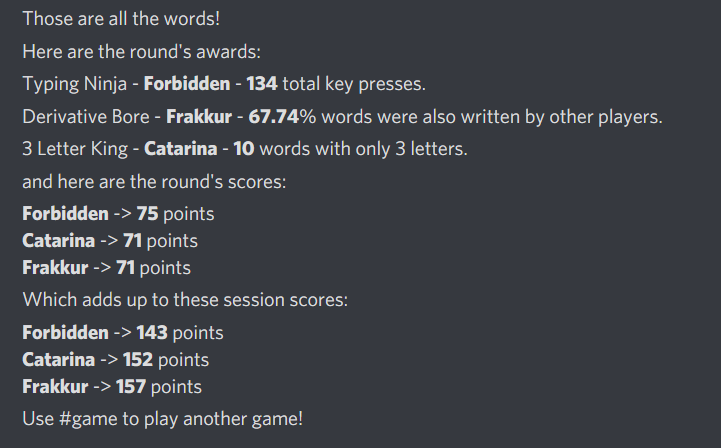 Those are all the words!
Here are the round's awards:
Typing Ninja - Forbidden - 134 total key presses.
Derivative Bore - Frakkur - 67.74% words were also written by other players.
3 Letter King - Catarina - 10 words with only 3 letters.
and here are the round's scores:
Forbidden -> 75 points
Catarina -> 71 points
Frakkur -> 71 points
Which adds up to these session scores:
Forbidden -> 143 points
Catarina -> 152 points
Frakkur -> 157 points
Use #game to play another game!